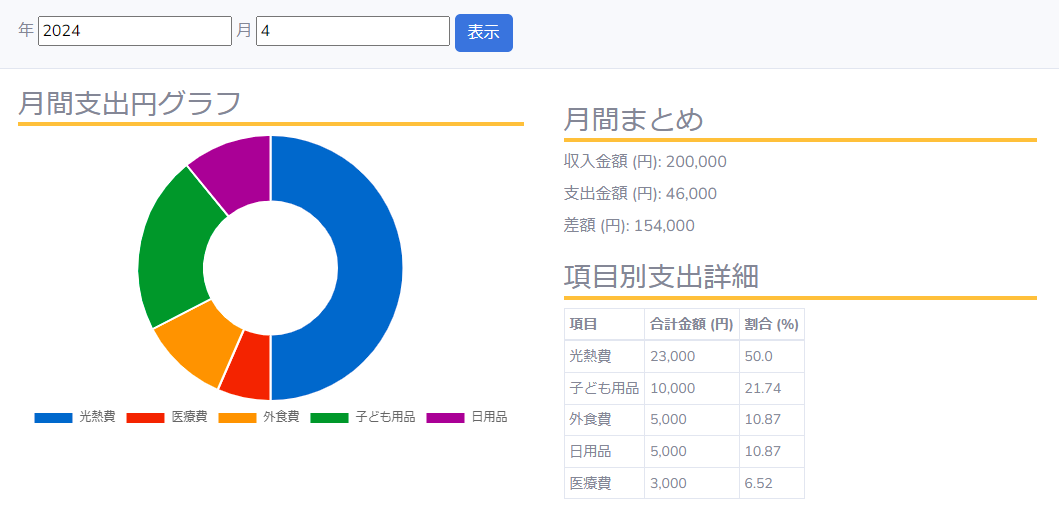 年 2024 月 4 表示
月間支出円グラフ
光熱費 医療費 外食費 子ども用品 日用品
月間まとめ
収入金額 (円): 200,000
支出金額 (円): 46,000
差額 (円): 154,000
項目別支出詳細
項目 合計金額 (円) 割合 (%)
光熱費 23,000 50.0
子ども用品 10,000 21.74
外食費 5,000 10.87
日用品 5,000 10.87
医療費 3,000 6.52